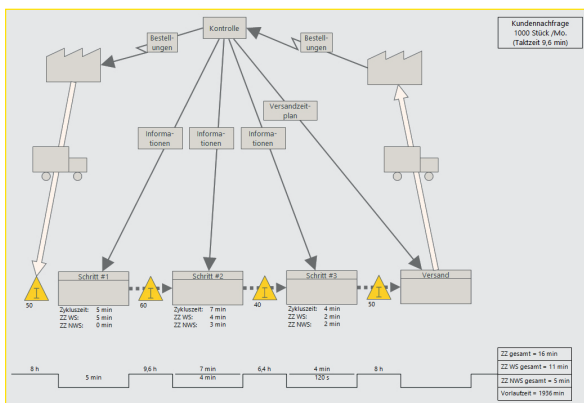 Kontrolle
Bestell-
ungen
Bestell-
ungen
Kundennachfrage
1000 Stück /Mo.
(Taktzeit 9,6 min)
Versandzeit-
plan
Informa-
tionen
Informa-
tionen
Informa-
tionen
Schritt #1
Schritt #2
Schritt #3
Versand
I
I
I
I
50
60
40
50
Zykluszeit: 5 min
ZZ WS: 5 min
ZZ NWS: 0 min
Zykluszeit: 7 min
ZZ WS: 4 min
ZZ NWS: 3 min
Zykluszeit: 4 min
ZZ WS: 2 min
ZZ NWS: 2 min
8 h
5 min
9,6 h
7 min
4 min
6,4 h
4 min
120 s
8 h
ZZ gesamt = 16 min
ZZ WS gesamt = 11 min
ZZ NWS gesamt = 5 min
Vorlaufzeit = 1936 min